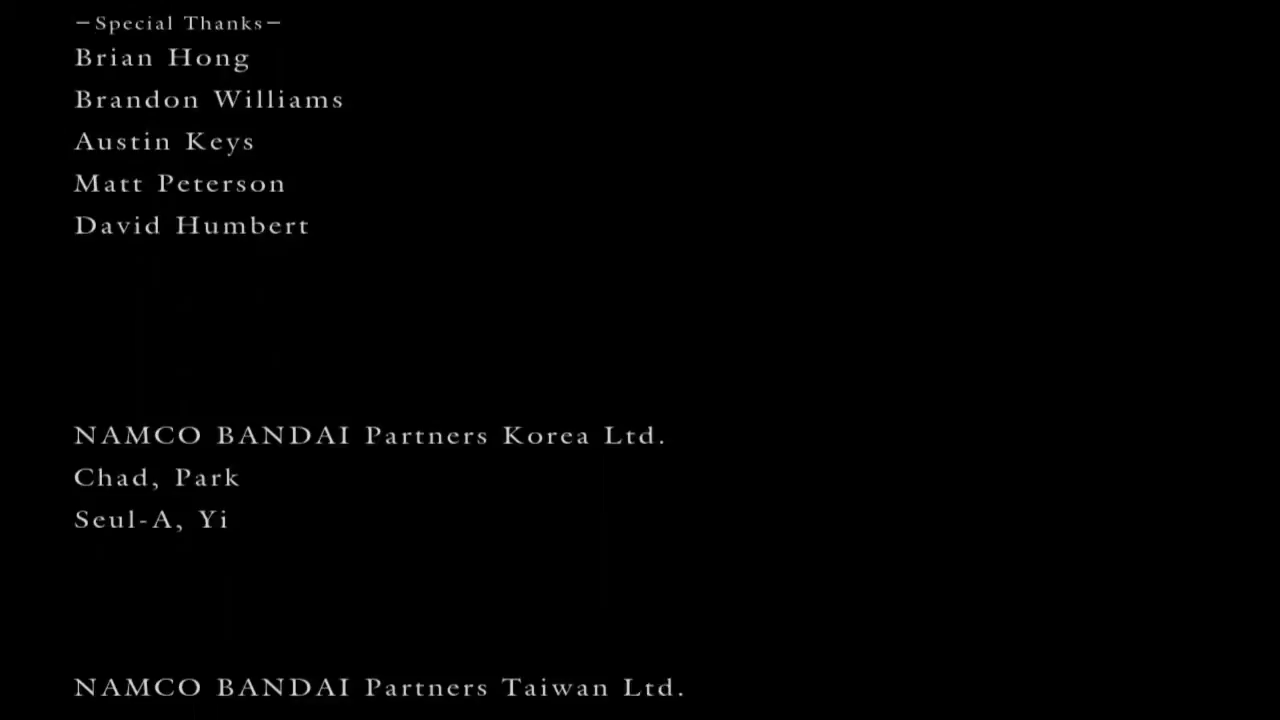 −Special Thanks−
Brian Hong
Brandon Williams
Austin Keys
Matt Peterson
David Humbert
NAMCO BANDAI Partners Korea Ltd.
Chad, Park
Seul-A, Yi
NAMCO BANDAI Partners Taiwan Ltd.